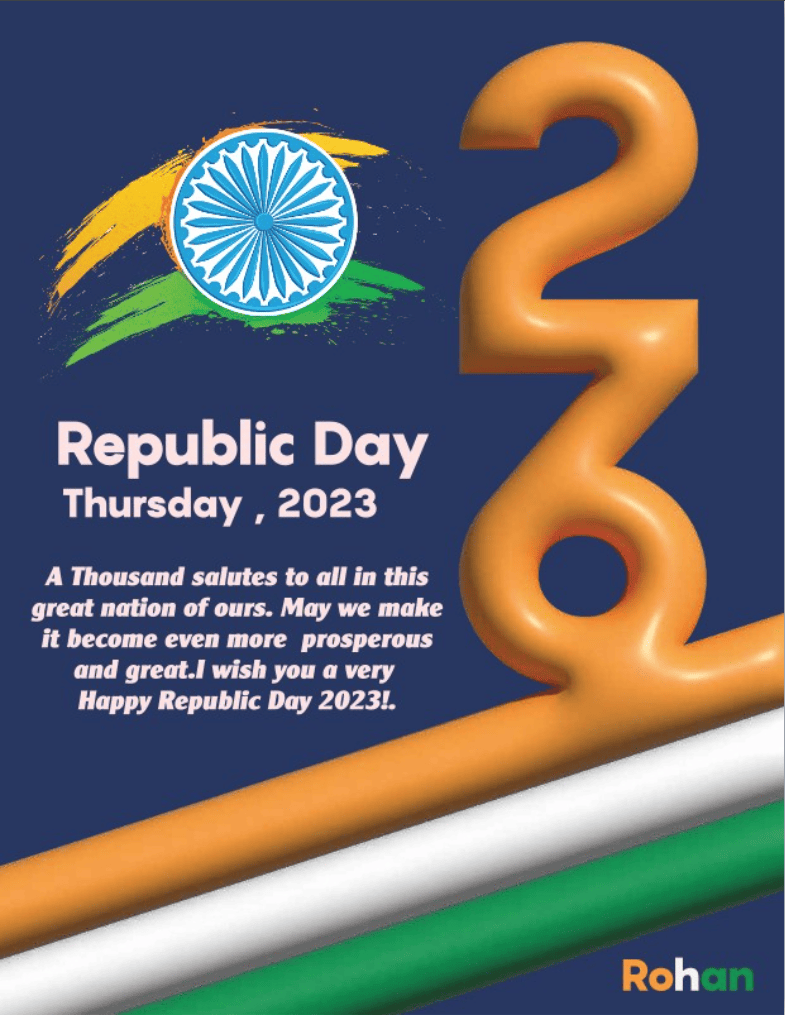 26
Republic Day
Thursday , 2023
A Thousand salutes to all in this
great nation of ours. May we make
it become even more  prosperous
and great.I wish you a very
Happy Republic Day 2023!.
Rohan